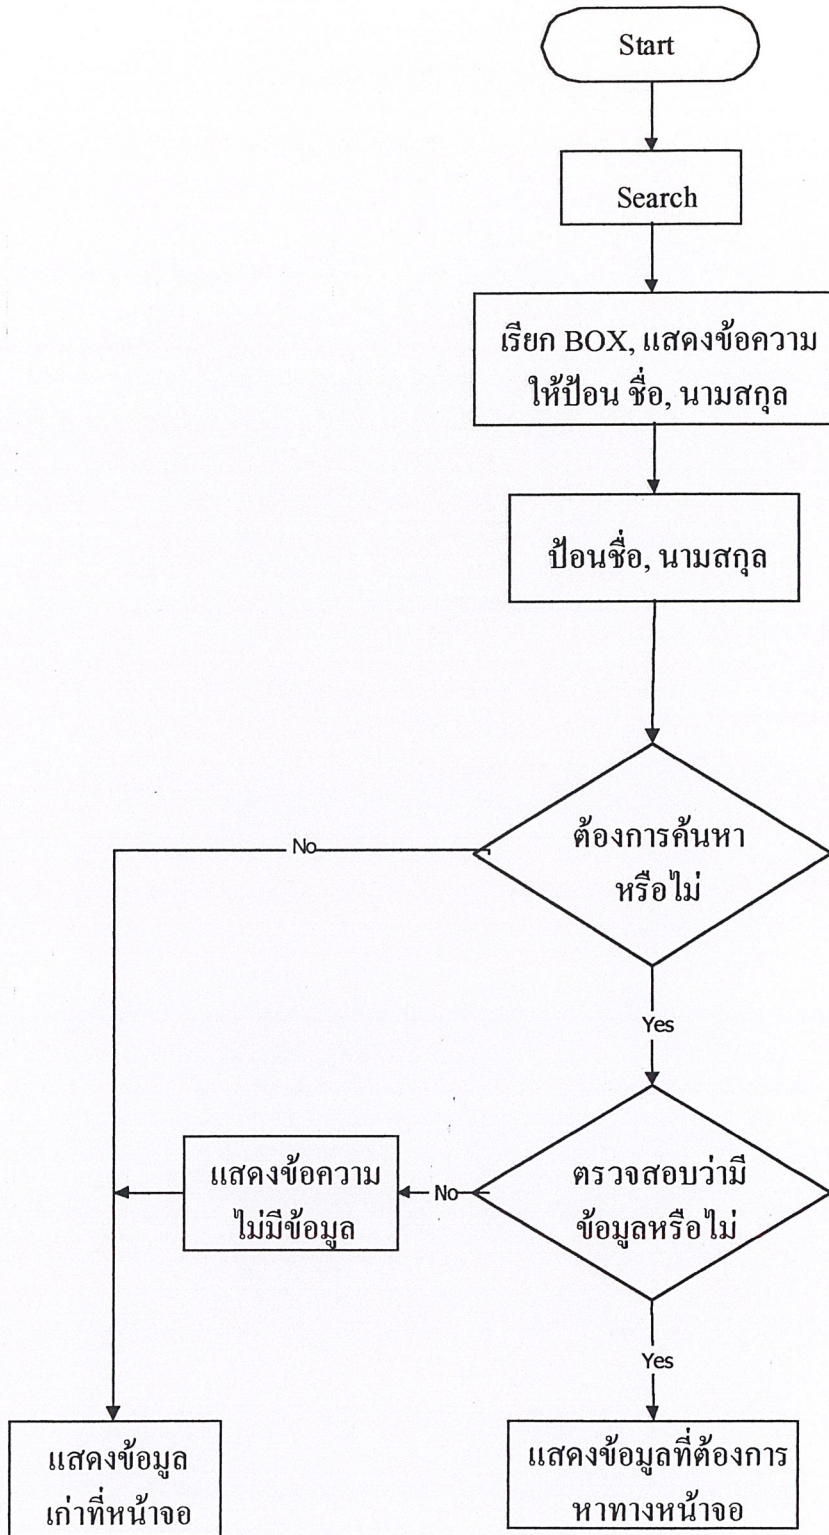 Start
Search
เรียก BOX, แสดงข้อความ
ให้ป้อน ชื่อ, นามสกุล
ป้อนชื่อ, นามสกุล
ต้องการค้นหา
หรือไม่
No
Yes
ตรวจสอบว่ามี
ข้อมูลหรือไม่
No
แสดงข้อความ
ไม่มีข้อมูล
Yes
แสดงข้อมูล
เก่าที่หน้าจอ
แสดงข้อมูลที่ต้องการ
หาทางหน้าจอ